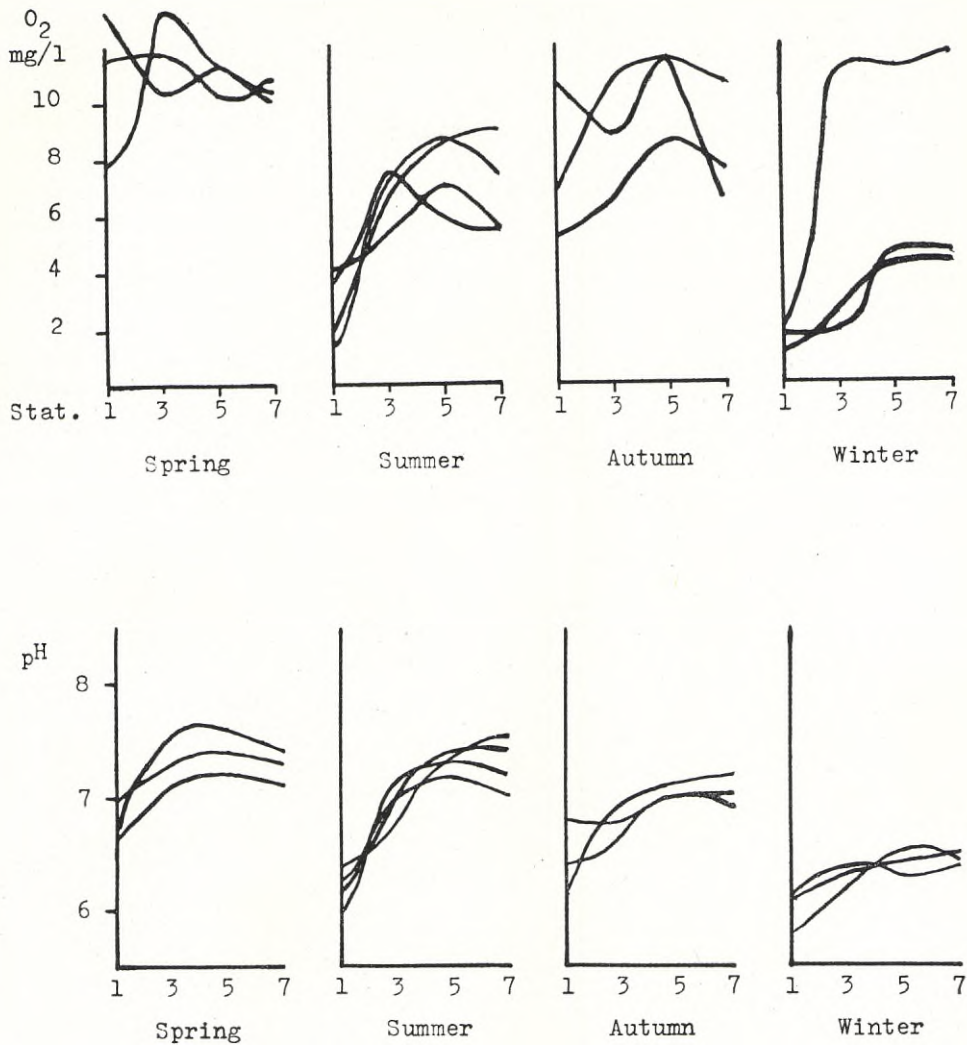 O2
mg/l
10
8
6
4
2
Stat. 1 3 5 7 1 3 5 7 1 3 5 7 1 3 5 7
Spring Summer Autumn Winter
pH
8
7
6
1 3 5 7 1 3 5 7 1 3 5 7 1 3 5 7
Spring Summer Autumn Winter